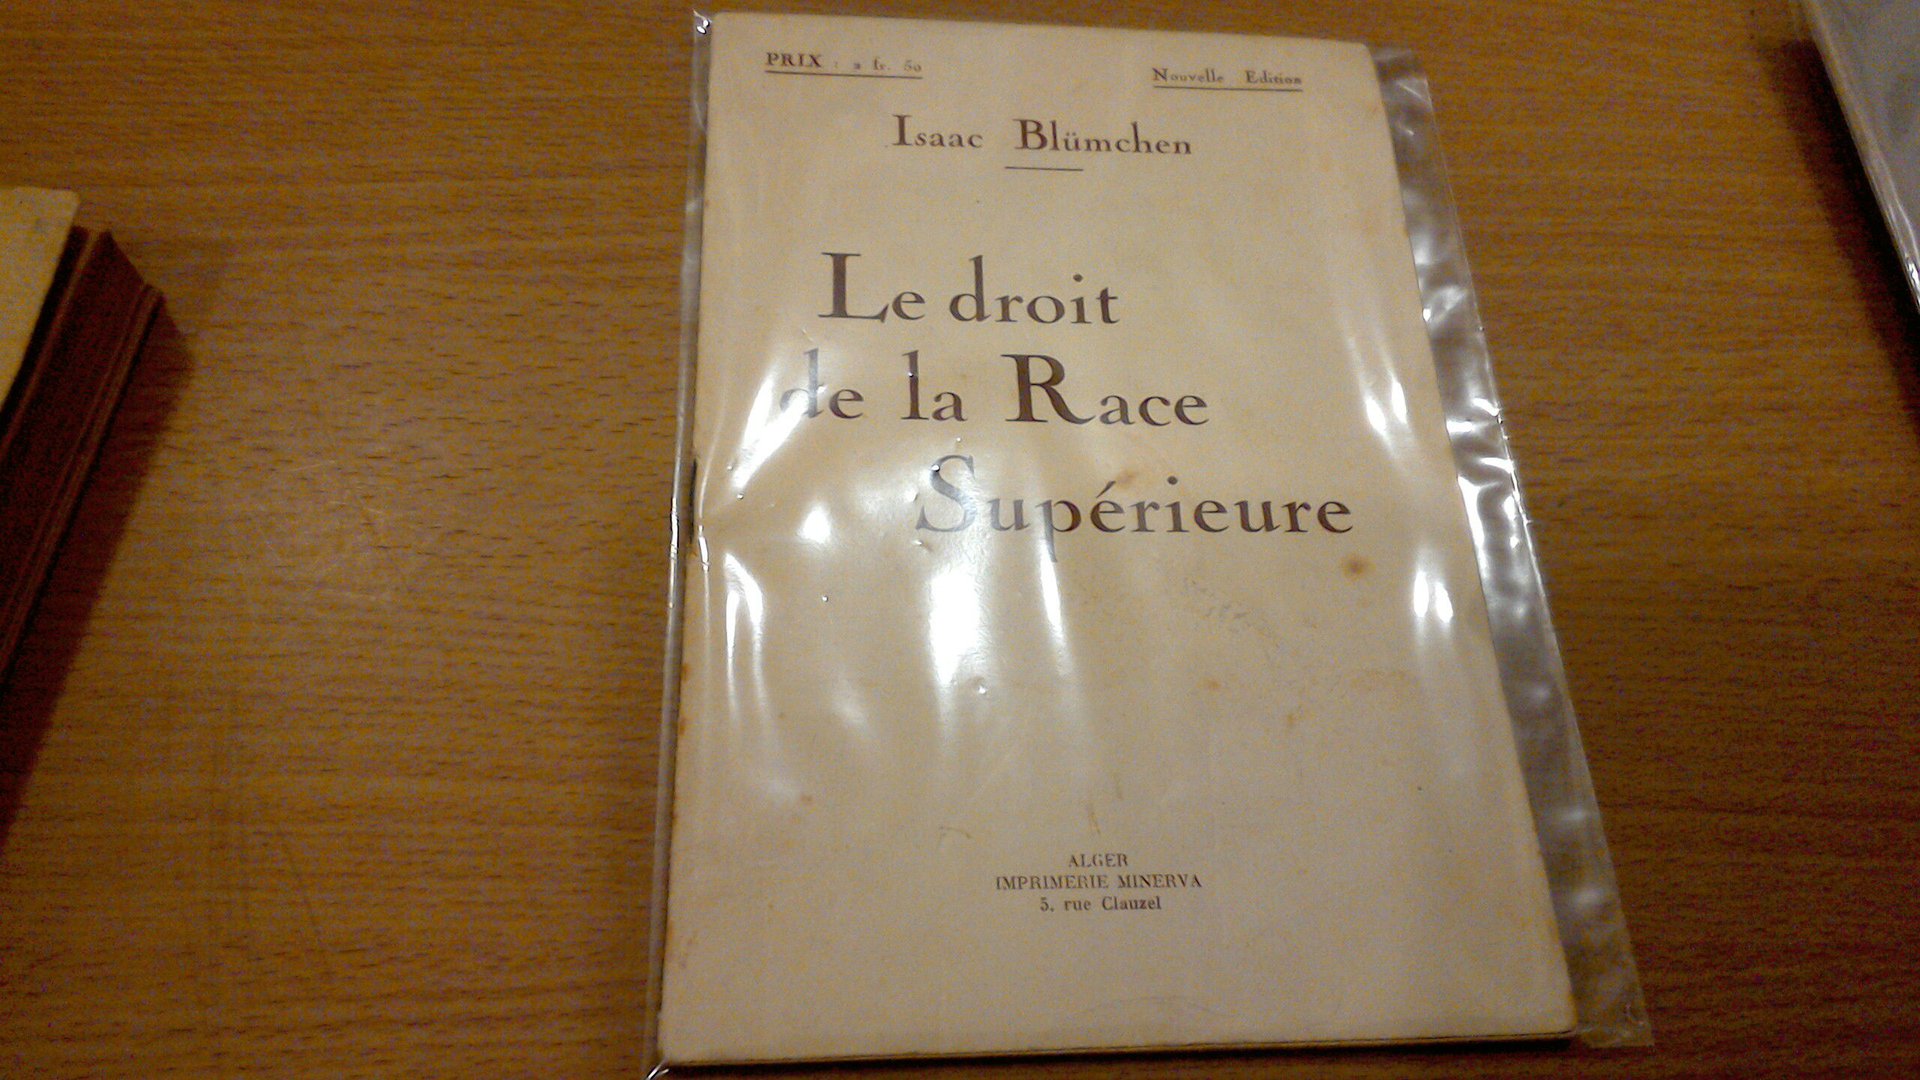 PRIX : 2 fr. 50
Nouvelle Edition
Isaac Blümchen
Le droit
de la Race
Supérieure
ALGER
IMPRIMERIE MINERVA
5, rue Clauzel